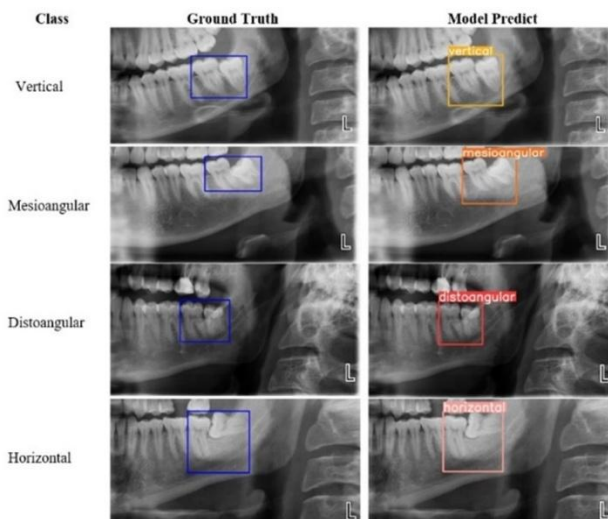 Class Ground Truth Model Predict
Vertical vertical
L L
Mesioangular mesioangular
L L
Distoangular distoangular
L L
Horizontal horizontal
L L